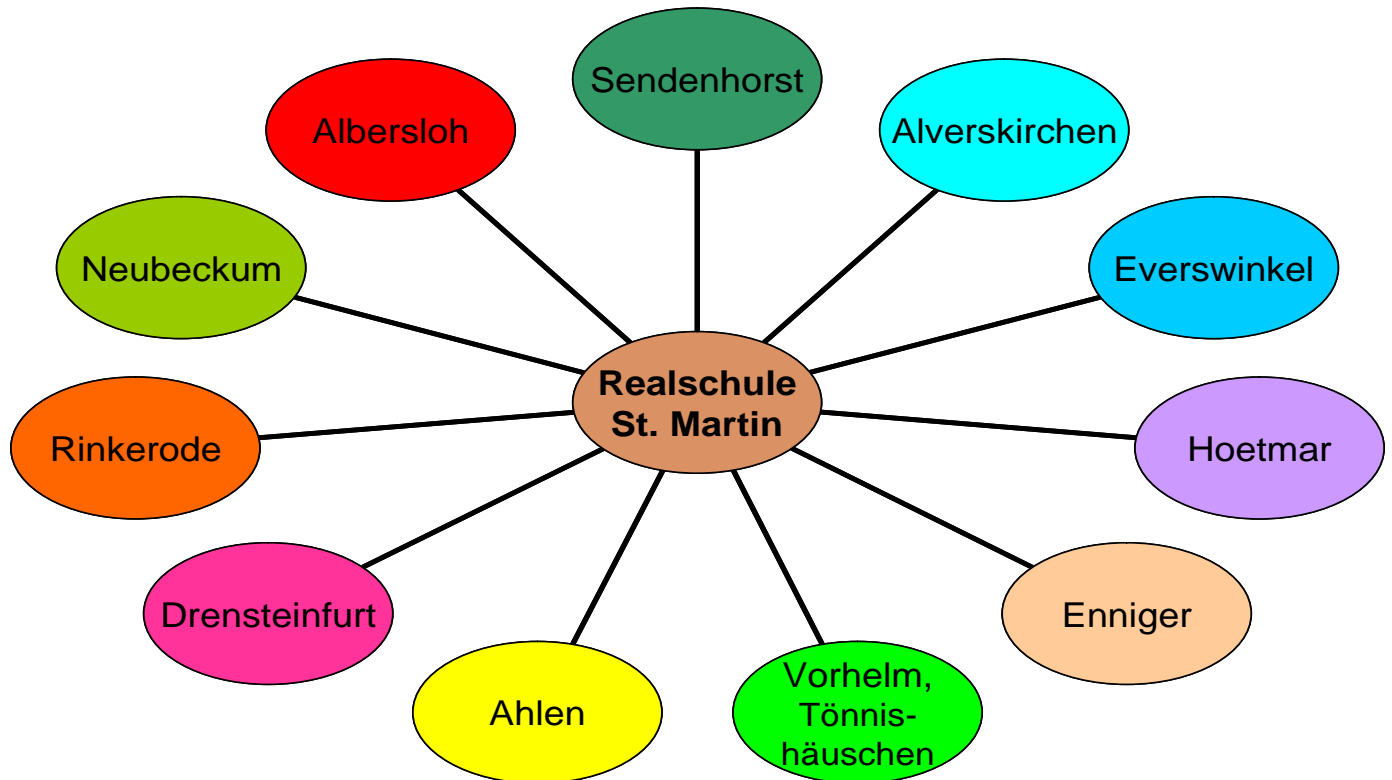 Sendenhorst
Albersloh
Alverskirchen
Neubeckum
Everswinkel
Realschule
St. Martin
Rinkerode
Hoetmar
Drensteinfurt
Enniger
Ahlen
Vorhelm,
Tönnis-
häuschen